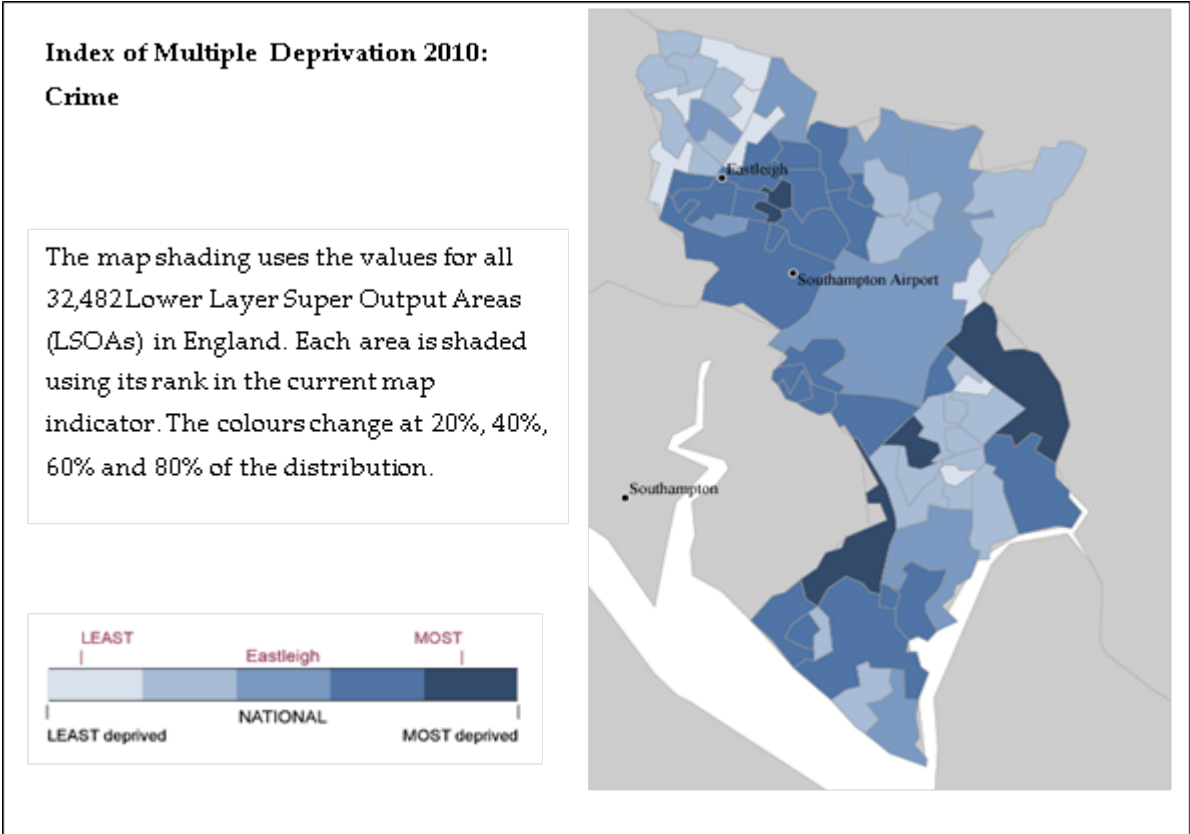 Index of Multiple Deprivation 2010:
Crime
The map shading uses the values for all
32,482 Lower Layer Super Output Areas
(LSOAs) in England. Each area is shaded
using its rank in the current map
indicator. The colours change at 20%, 40%,
60% and 80% of the distribution.
LEAST MOST
Eastleigh
NATIONAL
LEAST deprived MOST deprived
Eastleigh
Southampton Airport
Southampton